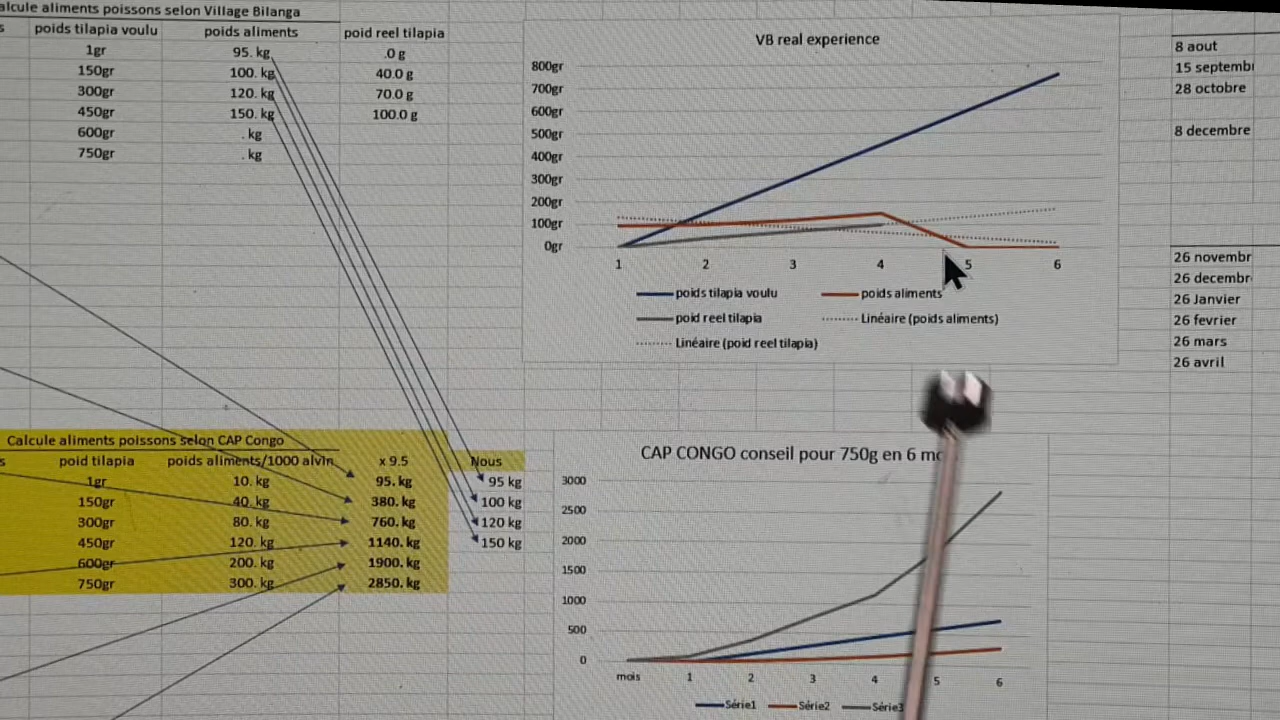 alcule aliments poissons selon Village Bilanga
s poids tilapia voulu poids aliments poid reel tilapia
1gr 95. kg .0 g
150gr 100. kg 40.0 g
300gr 120. kg 70.0 g
450gr 150. kg 100.0 g
600gr . kg
750gr . kg
VB real experience
800gr
700gr
600gr
500gr
400gr
300gr
200gr
100gr
0gr
1 2 3 4 5 6
poids tilapia voulu poids aliments
poid reel tilapia Linéaire (poids aliments)
Linéaire (poid reel tilapia)
8 aout
15 septembr
28 octobre
8 decembre
26 novembr
26 decembr
26 Janvier
26 fevrier
26 mars
26 avril
Calcule aliments poissons selon CAP Congo
s poid tilapia poids aliments/1000 alvin x 9.5 Nous
1gr 10. kg 95. kg 95 kg
150gr 40. kg 380. kg 100 kg
300gr 80. kg 760. kg 120 kg
450gr 120. kg 1140. kg 150 kg
600gr 200. kg 1900. kg
750gr 300. kg 2850. kg
CAP CONGO conseil pour 750g en 6 mo
3000
2500
2000
1500
1000
500
0
mois 1 2 3 4 5 6
Série1 Série2 Série3